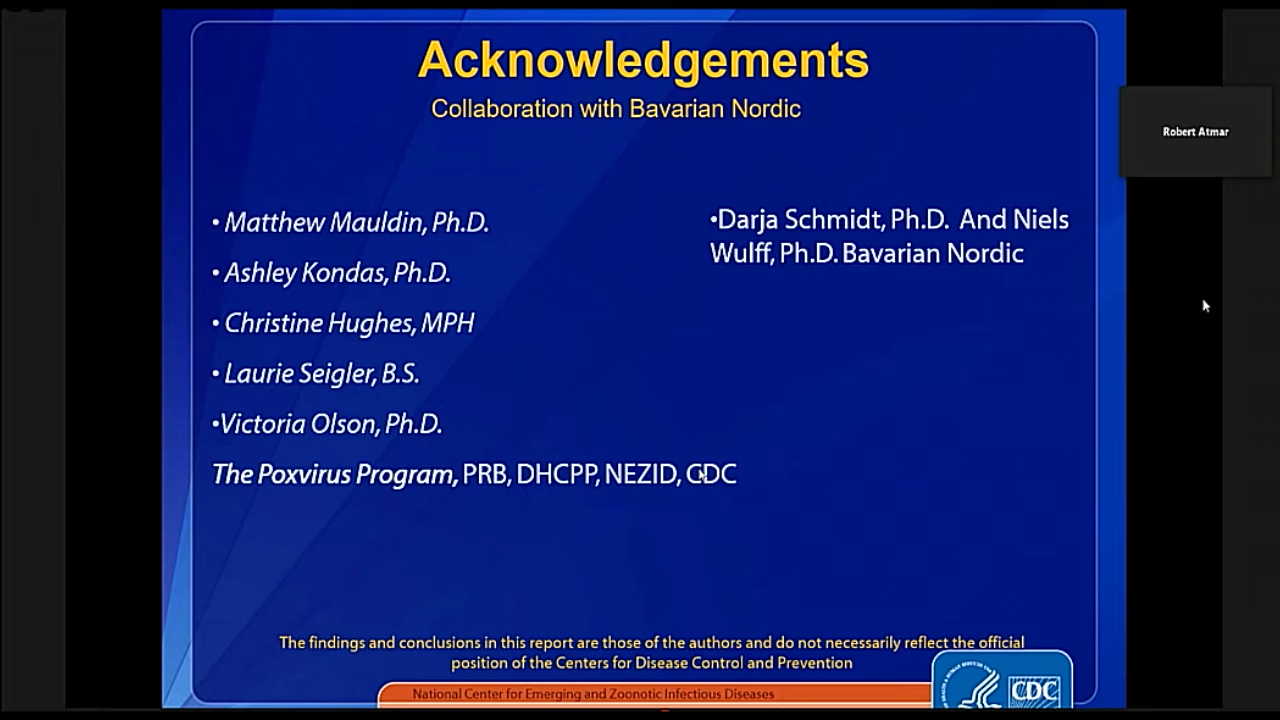 Acknowledgements
Collaboration with Bavarian Nordic
Robert Atmar
• Matthew Mauldin, Ph.D.
• Ashley Kondas, Ph.D.
• Christine Hughes, MPH
• Laurie Seigler, B.S.
•Victoria Olson, Ph.D.
The Poxvirus Program, PRB, DHCPP, NEZID, CDC
•Darja Schmidt, Ph.D. And Niels
Wulff, Ph.D. Bavarian Nordic
The findings and conclusions in this report are those of the authors and do not necessarily reflect the official
position of the Centers for Disease Control and Prevention
National Center for Emerging and Zoonotic Infectious Diseases
CDC